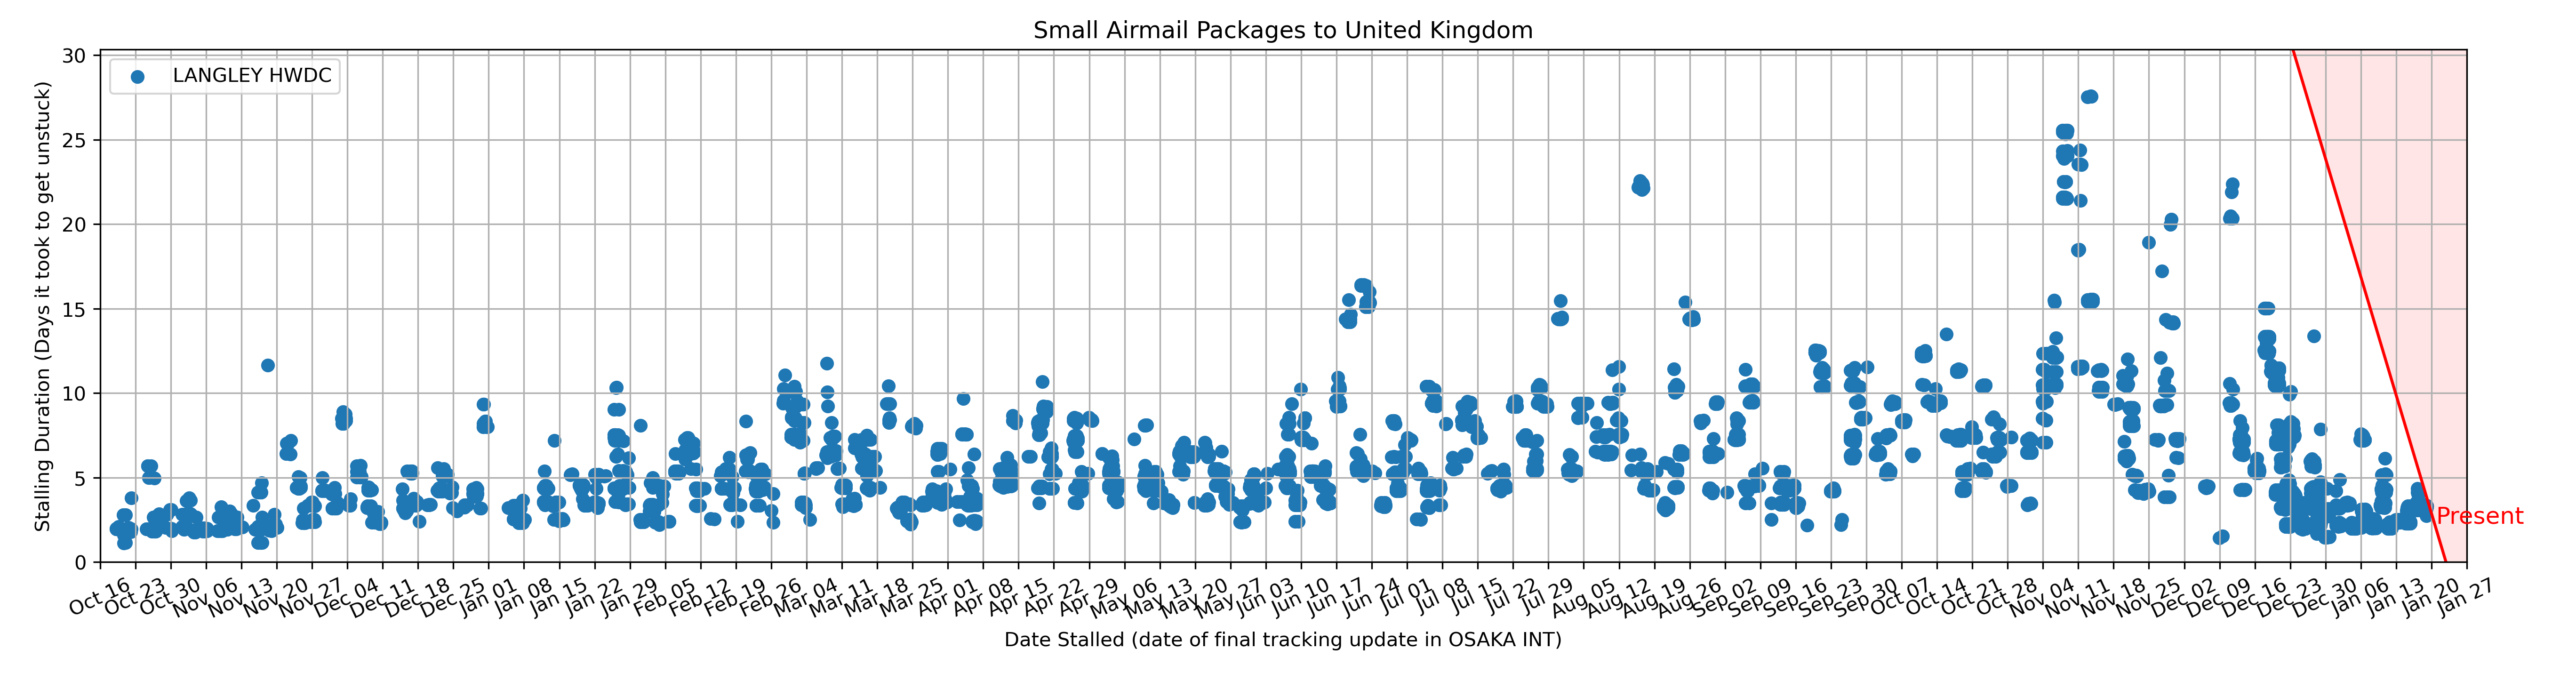 Small Airmail Packages to United Kingdom
LANGLEY HWDC
Stalling Duration (Days it took to get unstuck)
30
25
20
15
10
5
0
Present
Oct 16 Oct 23 Oct 30 Nov 06 Nov 13 Nov 20 Nov 27 Dec 04 Dec 11 Dec 18 Dec 25 Jan 01 Jan 08 Jan 15 Jan 22 Jan 29 Feb 05 Feb 12 Feb 19 Feb 26 Mar 04 Mar 11 Mar 18 Mar 25 Apr 01 Apr 08 Apr 15 Apr 22 Apr 29 May 06 May 13 May 20 May 27 Jun 03 Jun 10 Jun 17 Jun 24 Jul 01 Jul 08 Jul 15 Jul 22 Jul 29 Aug 05 Aug 12 Aug 19 Aug 26 Sep 02 Sep 09 Sep 16 Sep 23 Sep 30 Oct 07 Oct 14 Oct 21 Oct 28 Nov 04 Nov 11 Nov 18 Nov 25 Dec 02 Dec 09 Dec 16 Dec 23 Dec 30 Jan 06 Jan 13 Jan 20 Jan 27
Date Stalled (date of final tracking update in OSAKA INT)